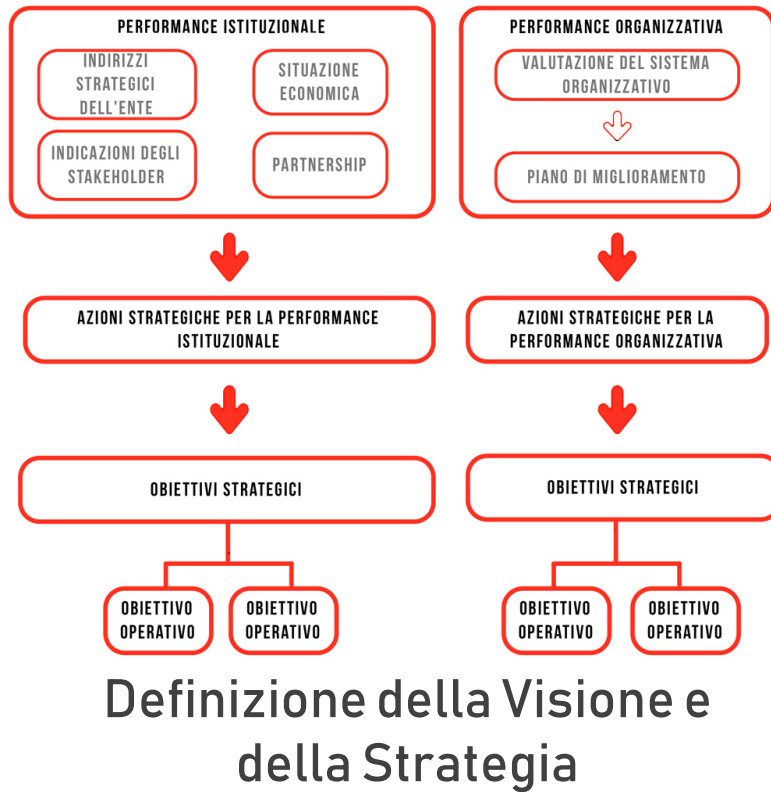 PERFORMANCE ISTITUZIONALE
INDIRIZZI
STRATEGICI
DELL'ENTE
SITUAZIONE
ECONOMICA
INDICAZIONI DEGLI
STAKEHOLDER
PARTNERSHIP
PERFORMANCE ORGANIZZATIVA
VALUTAZIONE DEL SISTEMA
ORGANIZZATIVO
PIANO DI MIGLIORAMENTO
AZIONI STRATEGICHE PER LA PERFORMANCE
ISTITUZIONALE
AZIONI STRATEGICHE PER LA
PERFORMANCE ORGANIZZATIVA
OBIETTIVI STRATEGICI
OBIETTIVI STRATEGICI
OBIETTIVO
OPERATIVO
OBIETTIVO
OPERATIVO
OBIETTIVO
OPERATIVO
OBIETTIVO
OPERATIVO
Definizione della Visione e
della Strategia